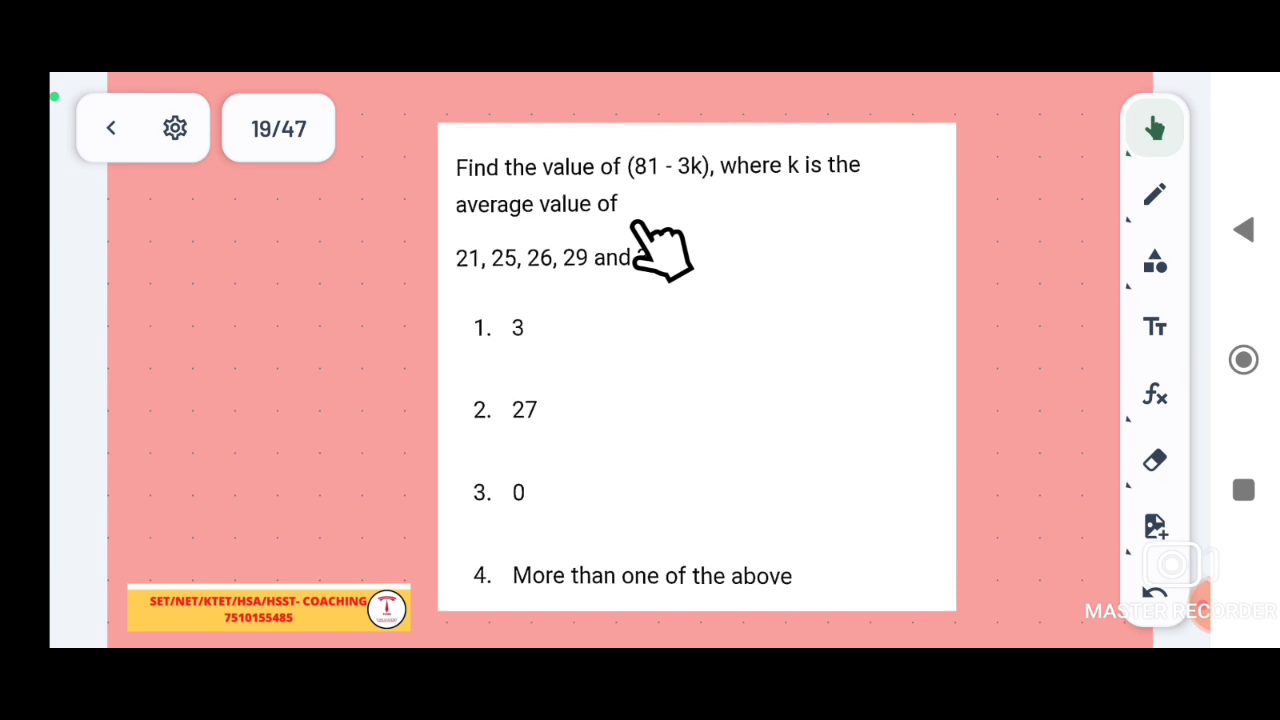 19/47
Find the value of (81 - 3k), where k is the
average value of
21, 25, 26, 29 and
1. 3
2. 27
3. 0
4. More than one of the above
SET/NET/KTET/HSA/HSST- COACHING
7510155485
Tт
fx
MASTER RECORDER